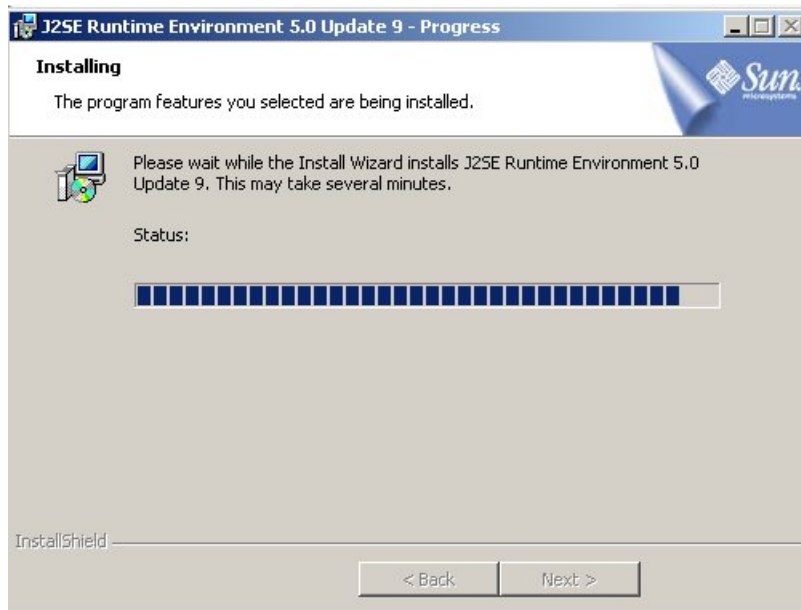 J2SE Runtime Environment 5.0 Update 9 - Progress
Installing
The program features you selected are being installed.
Sun
microsystems
Please wait while the Install Wizard installs J2SE Runtime Environment 5.0
Update 9. This may take several minutes.
Status:
InstallShield
< Back
Next >